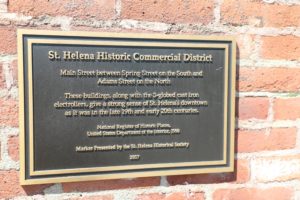 St. Helena Historic Commercial District
Main Street between Spring Street on the South and
Adams Street on the North
These buildings, along with the 5-globed cast iron
electroliers, give a strong sense of St. Helena's downtown
as it was in the late 19th and early 20th centuries.
National Register of Historic Places,
United States Department of the Interior, 1998
Marker Presented by the St. Helena Historical Society
2017